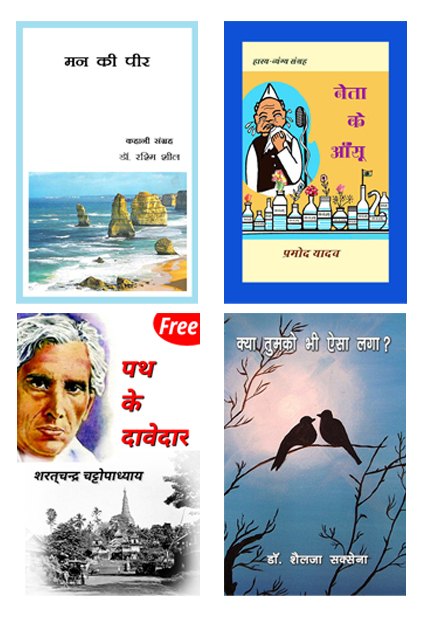 मन की पीर
कहानी संग्रह
डॉ. रश्मि शील
हास्य-व्यंग्य संग्रह
नेता
के
आँसू
प्रमोद यादव
Free
पथ
के
दावेदार
शरत्चन्द्र चट्टोपाध्याय
क्या तुमको भी ऐसा लगा?
डॉ. शैलजा सक्सेना